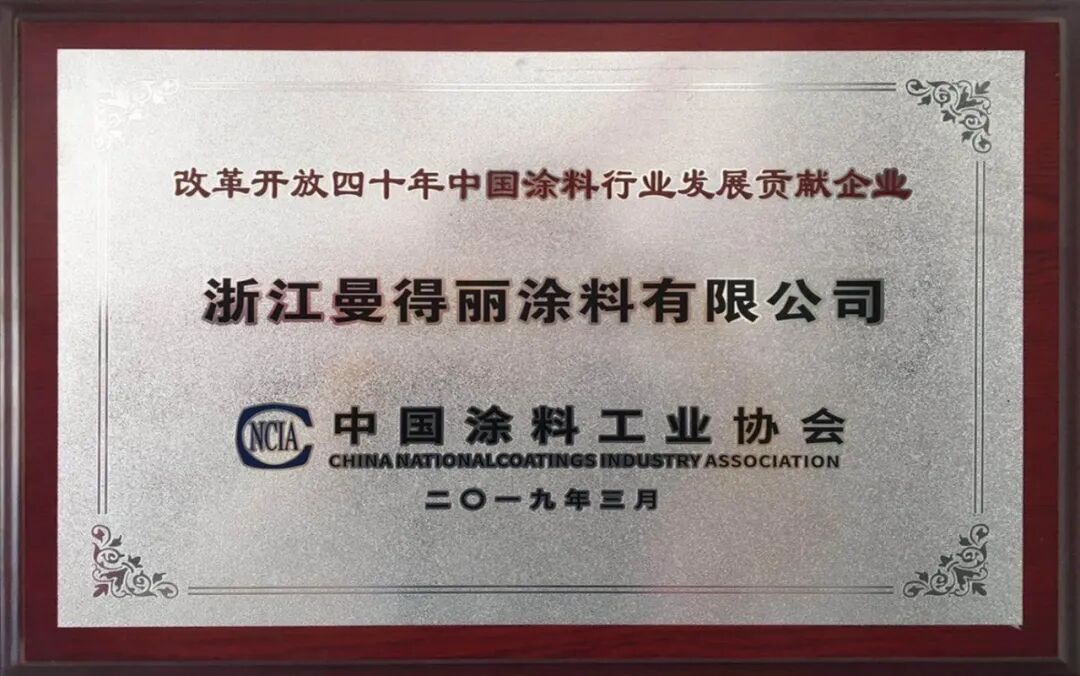 改革开放四十年中国涂料行业发展贡献企业
浙江曼得丽涂料有限公司
NCIA 中国涂料工业协会
CHINA NATIONAL COATINGS INDUSTRY ASSOCIATION
二〇一九年三月